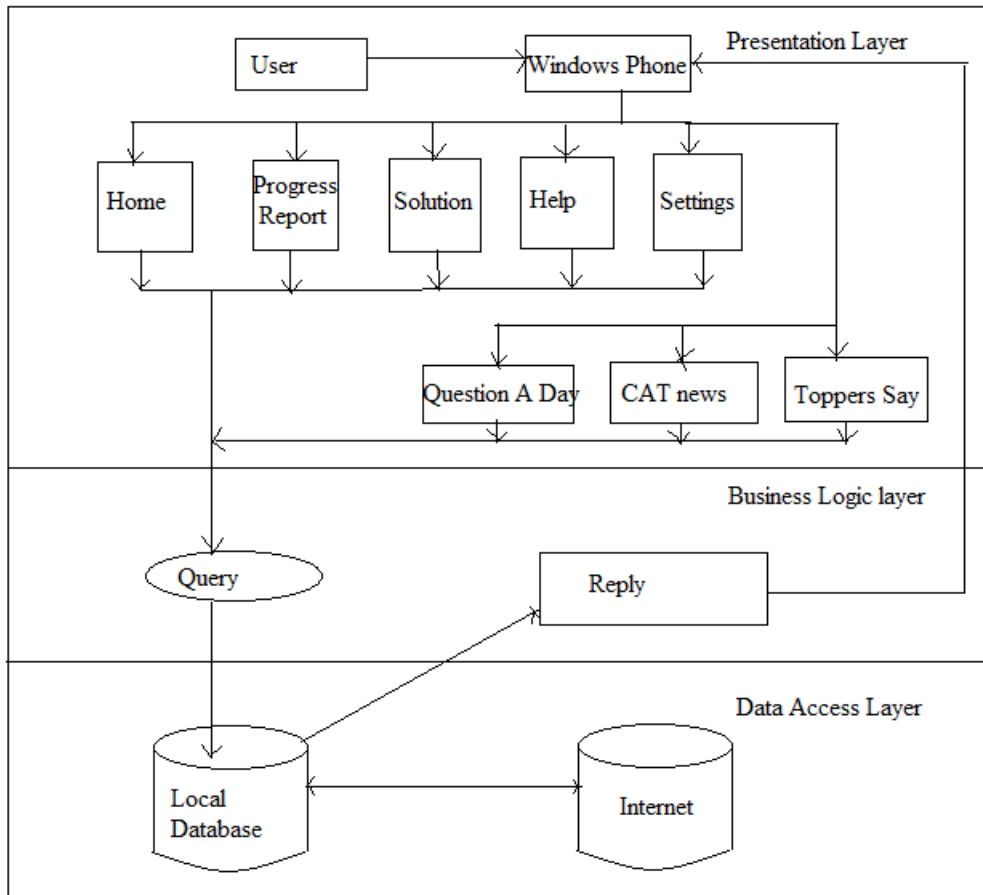 Presentation Layer
User
Windows Phone
Home
Progress
Report
Solution
Help
Settings
Question A Day
CAT news
Toppers Say
Business Logic layer
Query
Reply
Data Access Layer
Local
Database
Internet